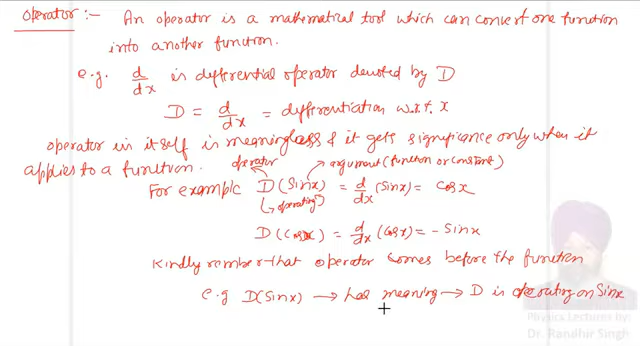 Operator :- An operator is a mathematical tool which can convert one function
into another function.
e.g. d/dx is differential operator denoted by D
D = d/dx = differentiation w.r.t. x
operator in itself is meaningless & it gets significance only when it
applies to a function.
operator argument (function or constant)
For example D (Sinx) = d/dx (Sinx) = Cosx
operating
D (Cosx) = d/dx (Cosx) = - Sinx
Kindly remember that operator comes before the function
e.g D(Sinx) → has meaning → D is operating on Sinx
Physics Lectures by:
Dr. Randhir Singh